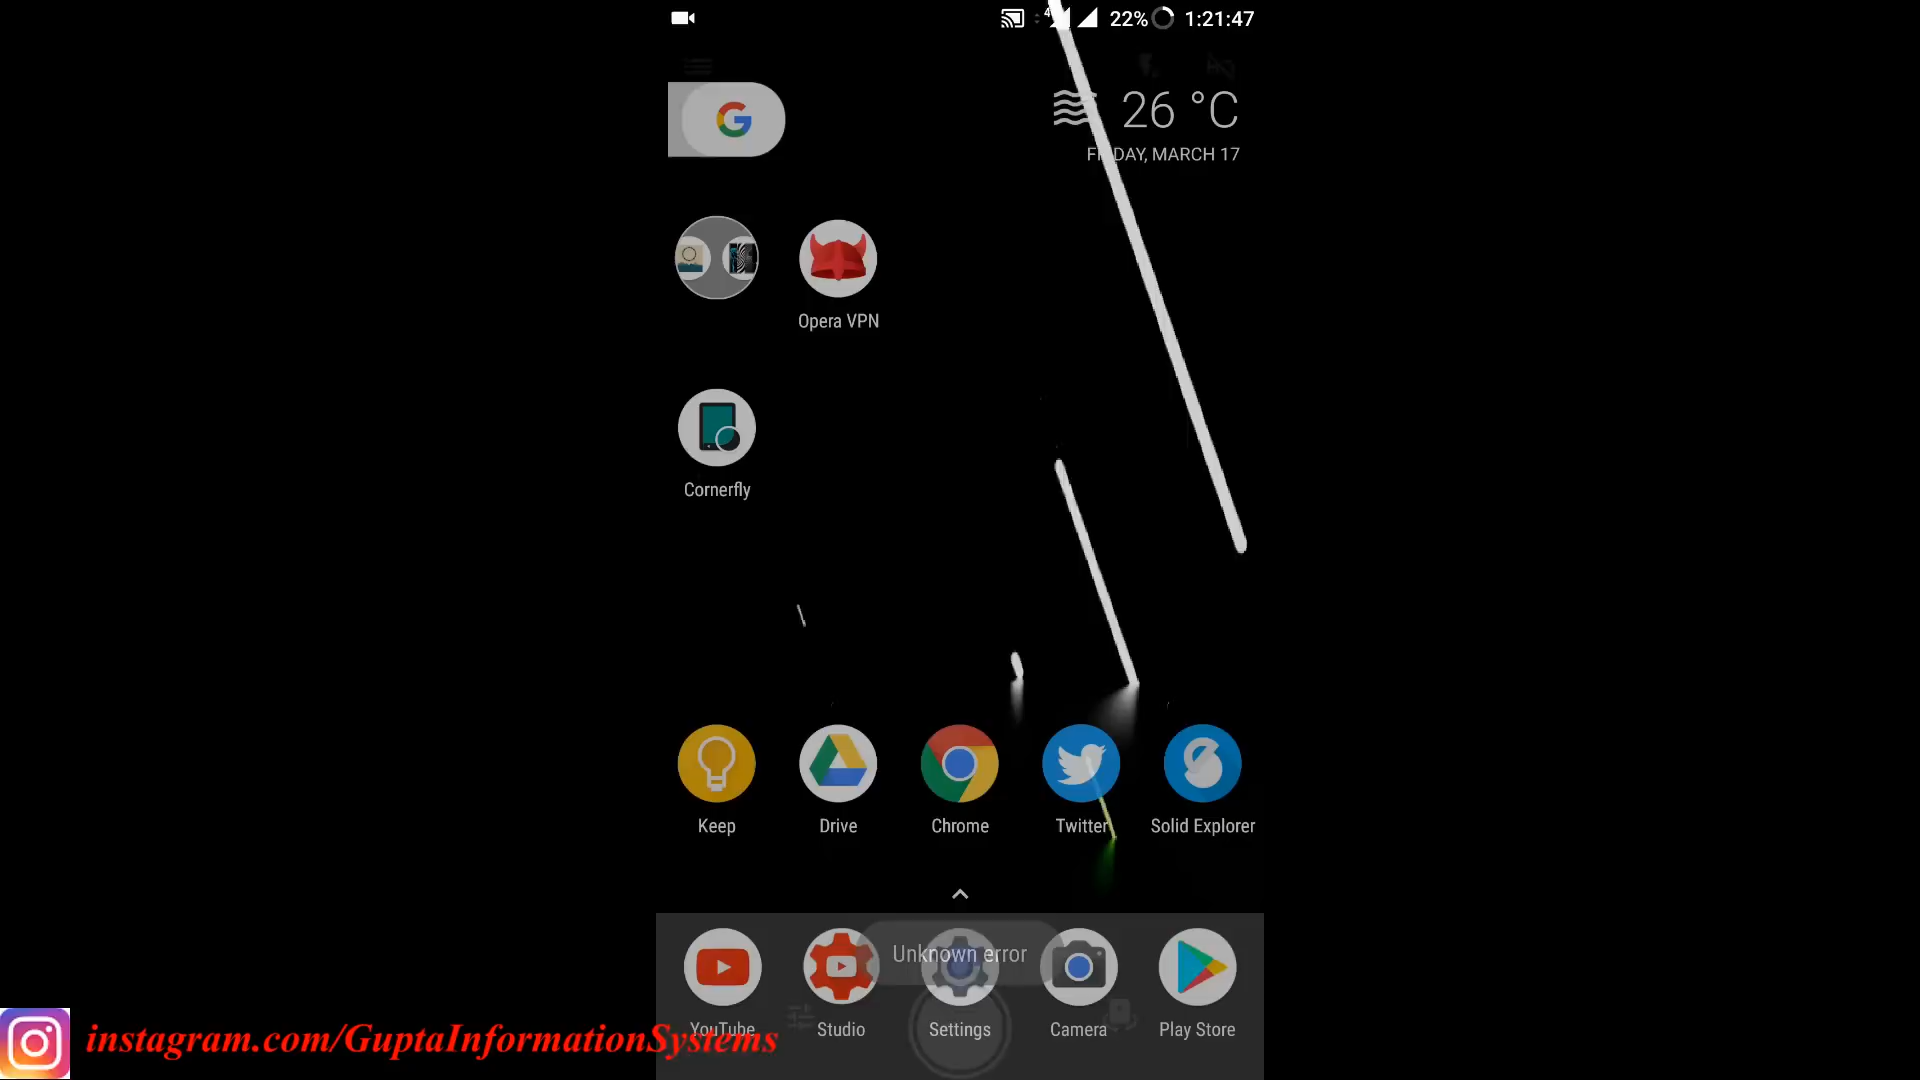 4 22% 1:21:47
26 °C
FRIDAY, MARCH 17
Opera VPN
Cornerfly
Keep Drive Chrome Twitter Solid Explorer
Unknown error
YouTube Studio Settings Camera Play Store
instagram.com/GuptaInformationSystems